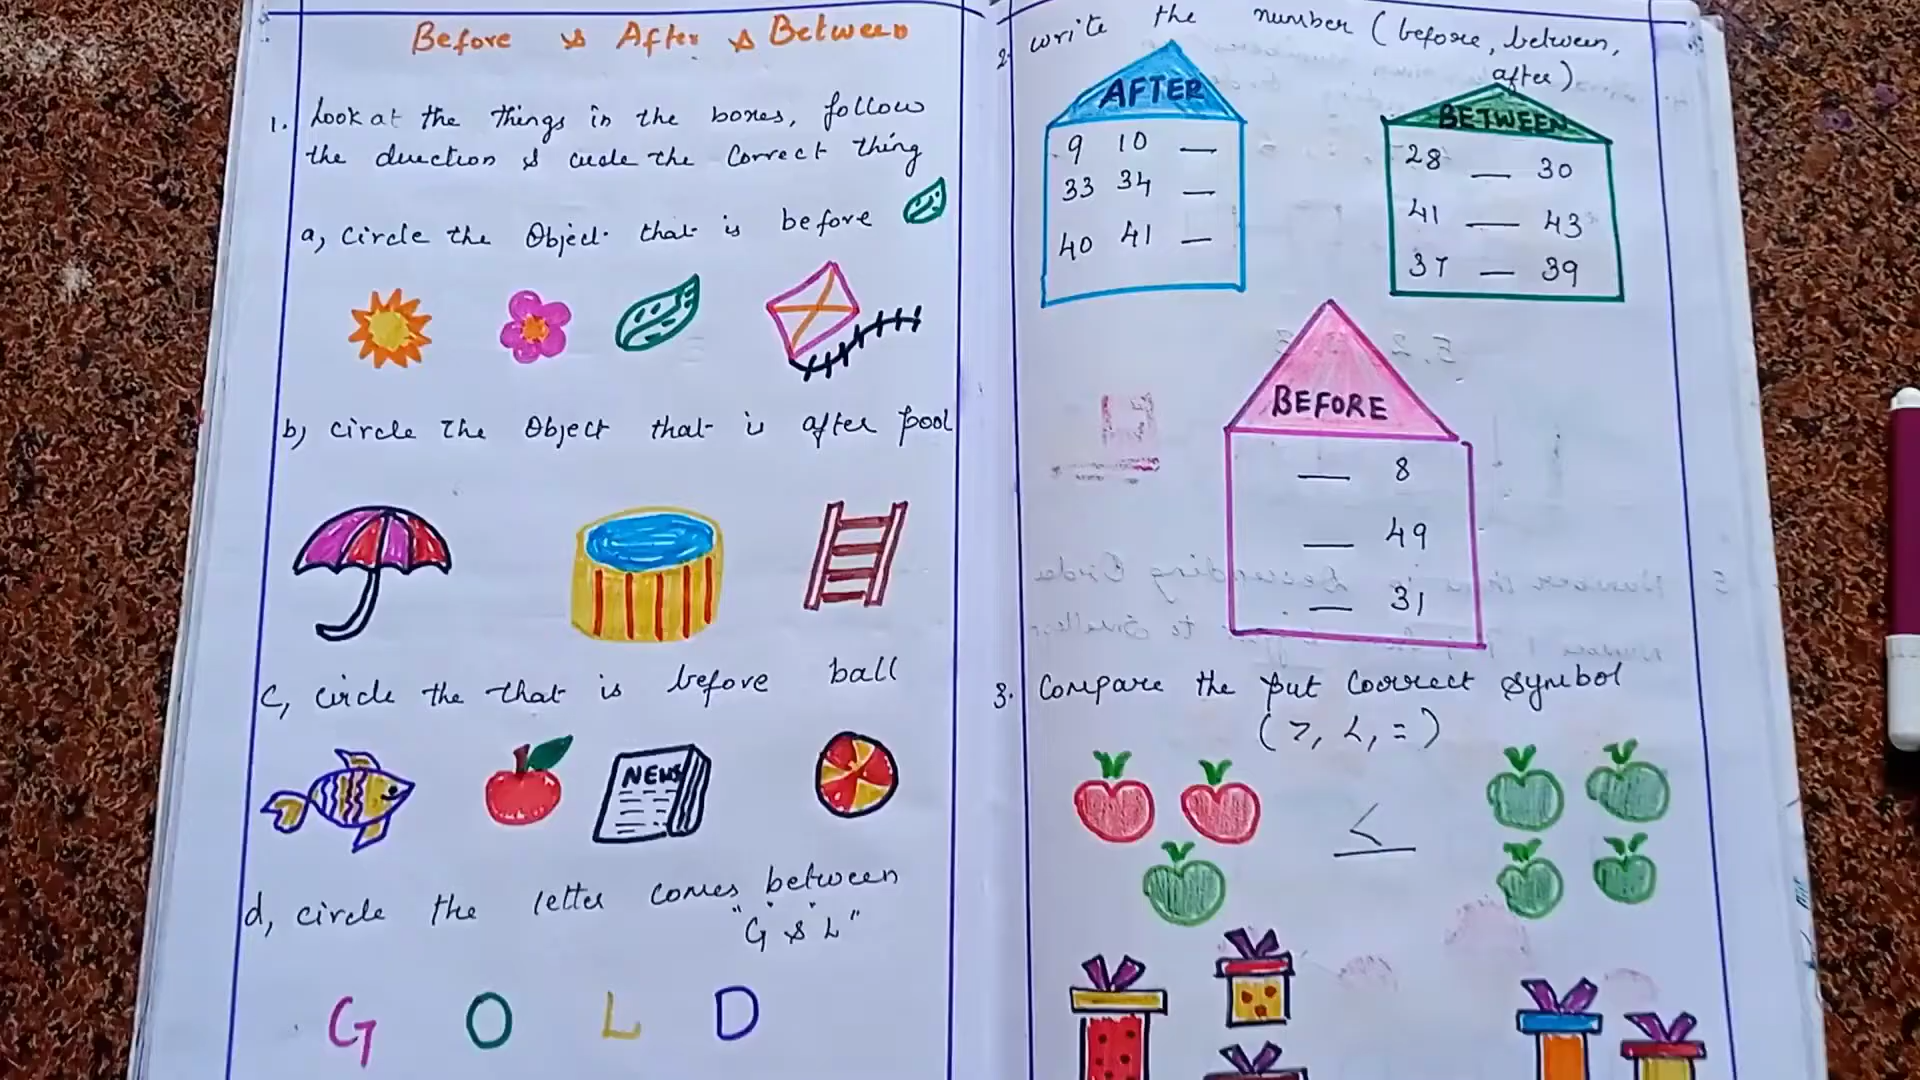 Before & After & Between
1. Look at the things in the boxes, follow
the duection & cucle the correct thing
a, circle the Object that is before
b, circle the Object that is after pool
c, circle the that is before ball
NEWS
d, circle the letter comes between
"G & L"
G O L D
2. write the number (before, between,
after)
AFTER
9 10 __
33 34 __
40 41 __
BETWEEN
28 __ 30
41 __ 43
37 __ 39
BEFORE
__ 8
__ 49
__ 31
3. Compare the put Correct symbol
(>, <, =)
<